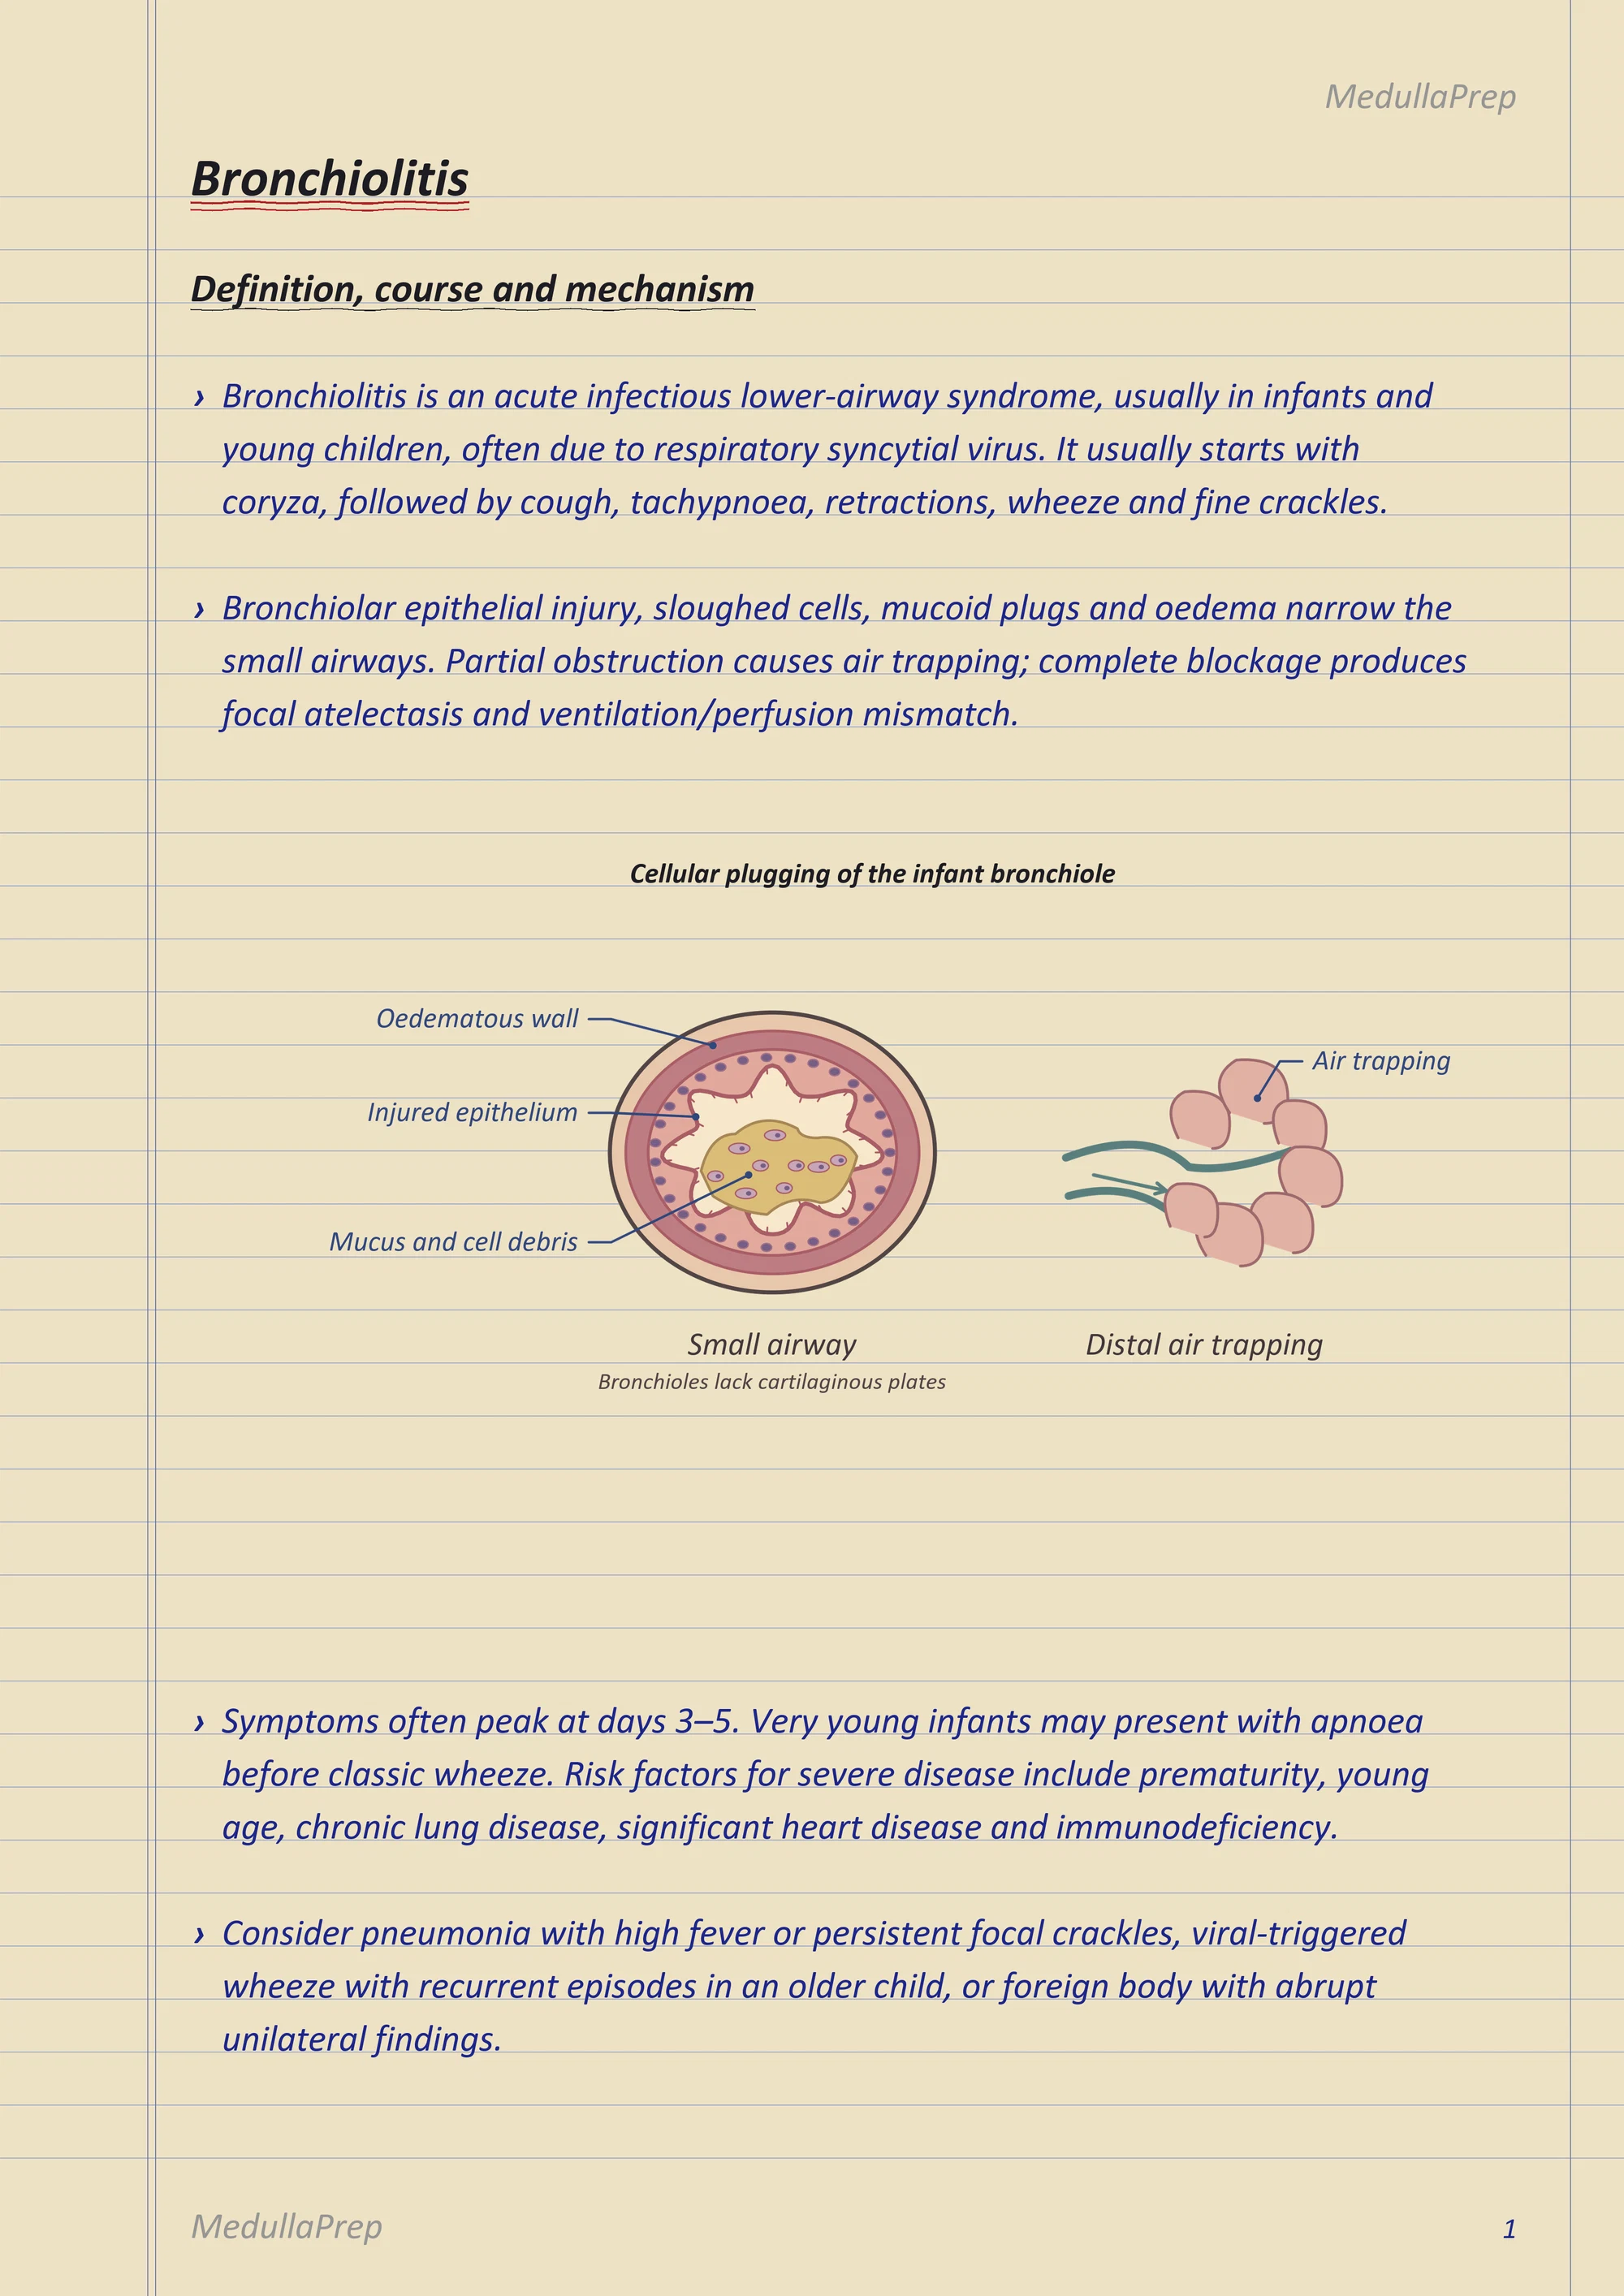 MedullaPrep
Bronchiolitis
Definition, course and mechanism
› Bronchiolitis is an acute infectious lower-airway syndrome, usually in infants and
young children, often due to respiratory syncytial virus. It usually starts with
coryza, followed by cough, tachypnoea, retractions, wheeze and fine crackles.
› Bronchiolar epithelial injury, sloughed cells, mucoid plugs and oedema narrow the
small airways. Partial obstruction causes air trapping; complete blockage produces
focal atelectasis and ventilation/perfusion mismatch.
Cellular plugging of the infant bronchiole
Oedematous wall
Injured epithelium
Mucus and cell debris
Air trapping
Small airway
Bronchioles lack cartilaginous plates
Distal air trapping
› Symptoms often peak at days 3–5. Very young infants may present with apnoea
before classic wheeze. Risk factors for severe disease include prematurity, young
age, chronic lung disease, significant heart disease and immunodeficiency.
› Consider pneumonia with high fever or persistent focal crackles, viral-triggered
wheeze with recurrent episodes in an older child, or foreign body with abrupt
unilateral findings.
MedullaPrep
1